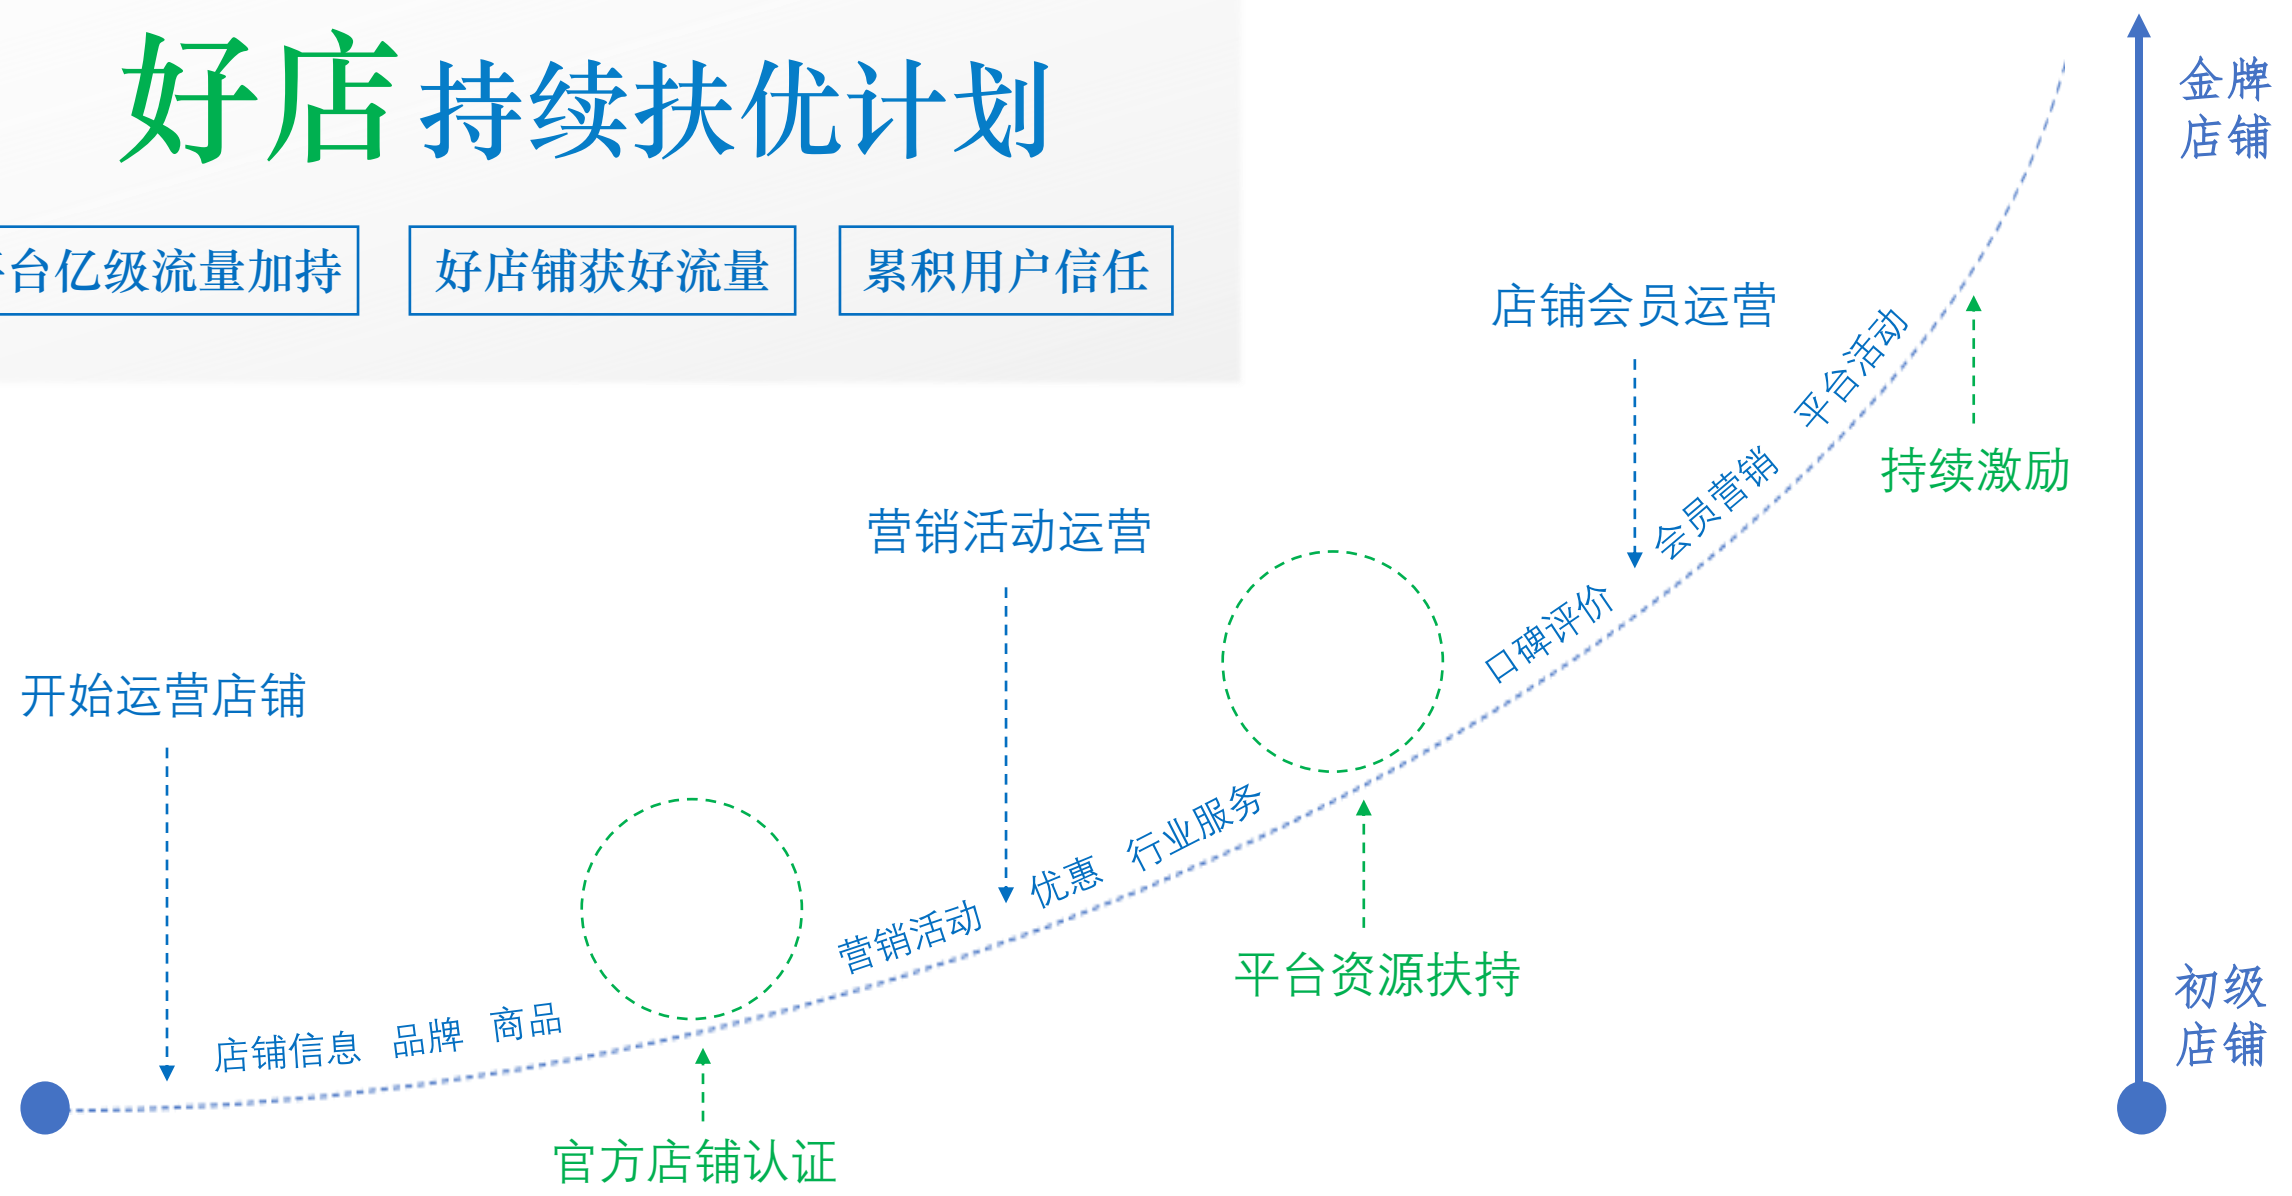 好店 持续扶优计划
台亿级流量加持
好店铺获好流量
累积用户信任
金牌
店铺
店铺会员运营
平台活动
持续激励
会员营销
营销活动运营
口碑评价
开始运营店铺
行业服务
优惠
营销活动
平台资源扶持
店铺信息 品牌 商品
初级
店铺
官方店铺认证